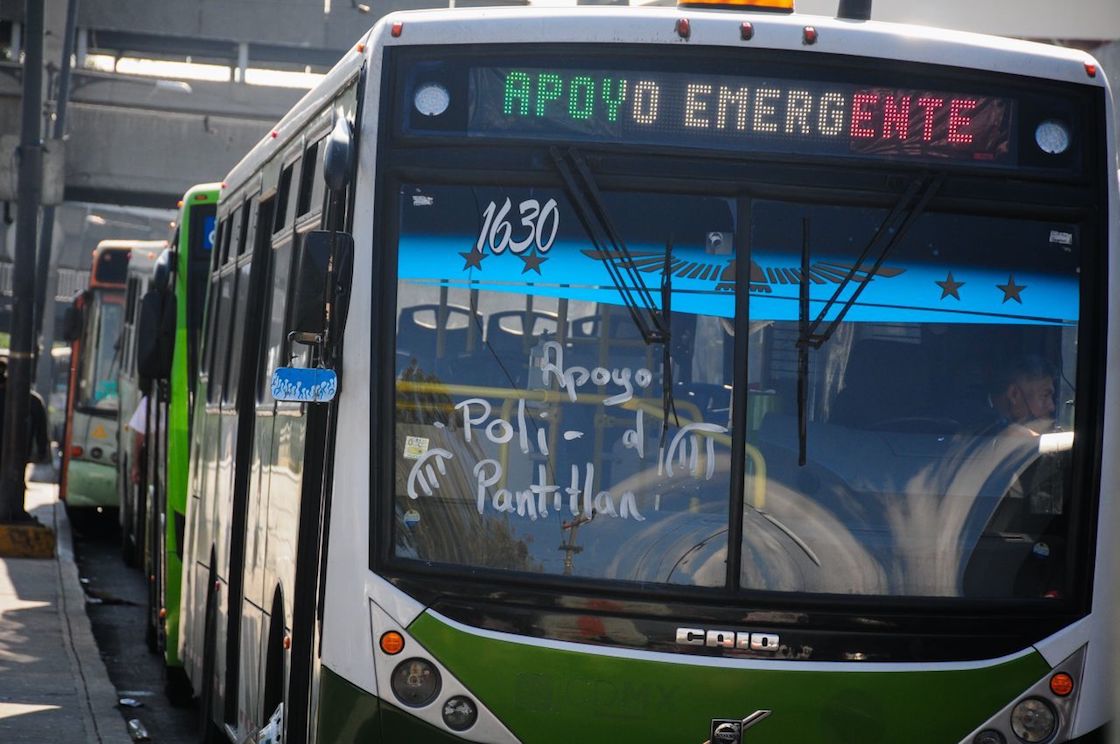 APOYO EMERGENTE
1630
Apoyo
Poli - d
Pantitlan
CAIO